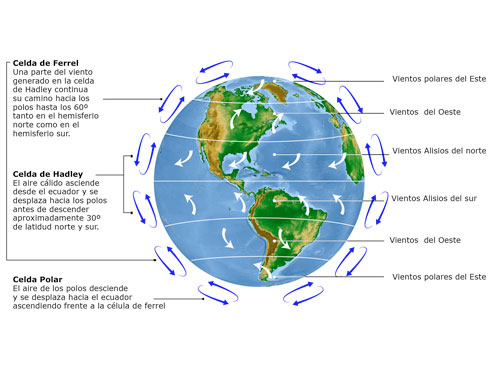 Celda de Ferrel
Una parte del viento
generado en la celda
de Hadley continua
su camino hacia los
polos hasta los 60º
tanto en el hemisferio
norte como en el
hemisferio sur.
Celda de Hadley
El aire cálido asciende
desde el ecuador y se
desplaza hacia los polos
antes de descender
aproximadamente 30º
de latidud norte y sur.
Celda Polar
El aire de los polos desciende
y se desplaza hacia el ecuador
ascendiendo frente a la célula de ferrel
Vientos polares del Este
Vientos del Oeste
Vientos Alisios del norte
Vientos Alisios del sur
Vientos del Oeste
Vientos polares del Este